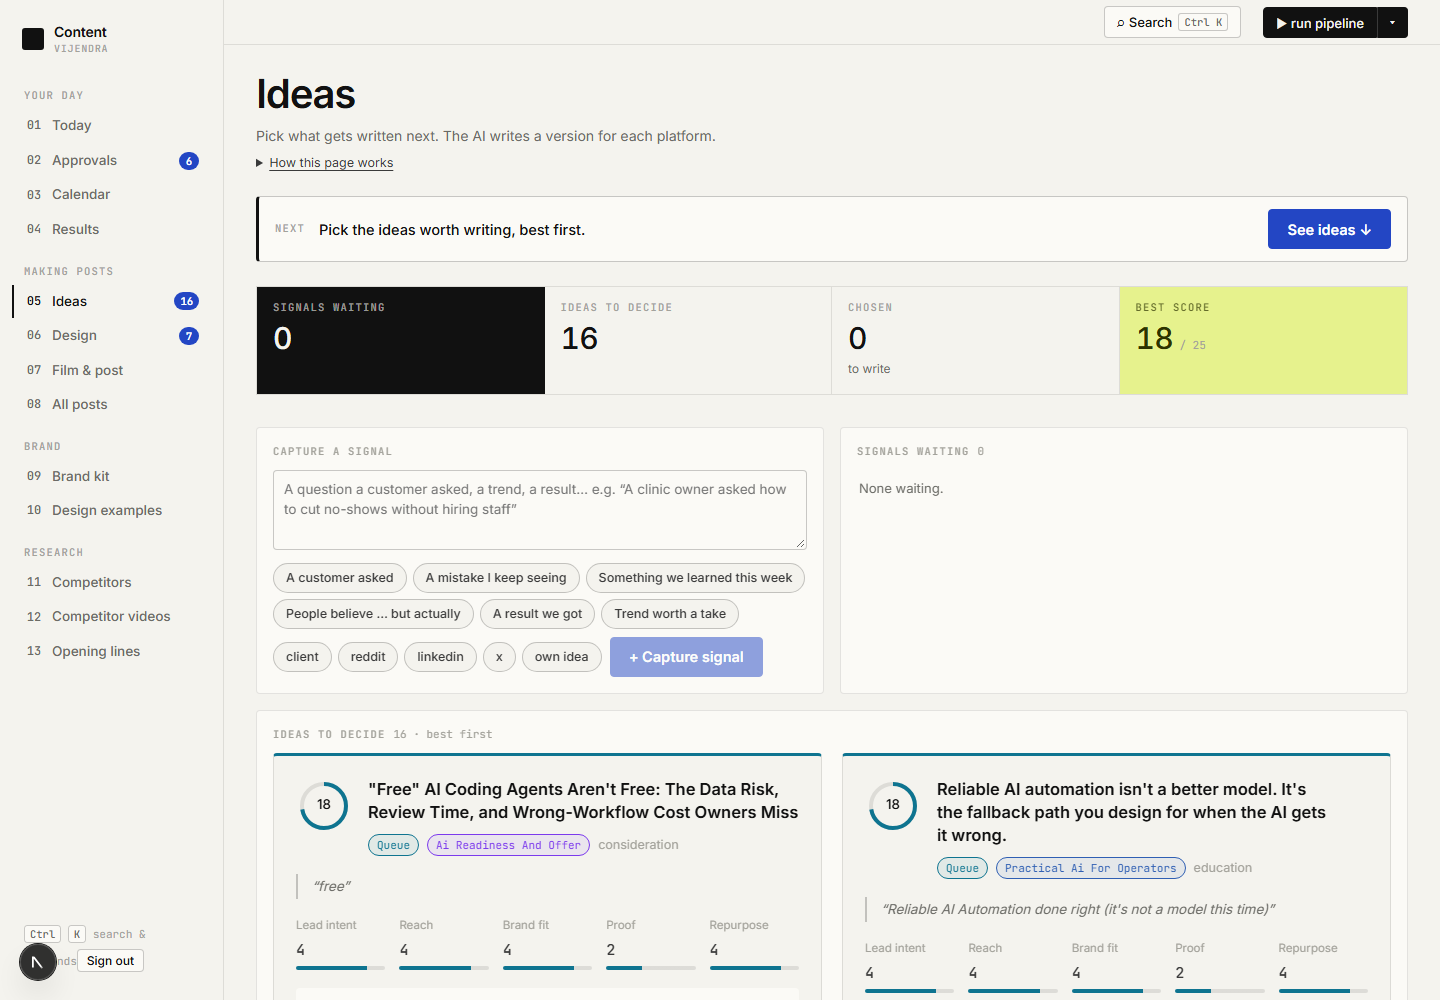 Content
VIJENDRA
YOUR DAY
01 Today
02 Approvals 6
03 Calendar
04 Results
MAKING POSTS
05 Ideas 16
06 Design 7
07 Film & post
08 All posts
BRAND
09 Brand kit
10 Design examples
RESEARCH
11 Competitors
12 Competitor videos
13 Opening lines
Ctrl K search &
Sign out
Search Ctrl K
run pipeline
Ideas
Pick what gets written next. The AI writes a version for each platform.
How this page works
NEXT Pick the ideas worth writing, best first.
See ideas ↓
SIGNALS WAITING
0
IDEAS TO DECIDE
16
CHOSEN
0
to write
BEST SCORE
18 / 25
CAPTURE A SIGNAL
A question a customer asked, a trend, a result... e.g. “A clinic owner asked how
to cut no-shows without hiring staff”
A customer asked
A mistake I keep seeing
Something we learned this week
People believe ... but actually
A result we got
Trend worth a take
client
reddit
linkedin
x
own idea
+ Capture signal
SIGNALS WAITING 0
None waiting.
IDEAS TO DECIDE 16 · best first
18
"Free" AI Coding Agents Aren't Free: The Data Risk,
Review Time, and Wrong-Workflow Cost Owners Miss
Queue
Ai Readiness And Offer
consideration
“free”
Lead intent Reach Brand fit Proof Repurpose
4 4 4 2 4
18
Reliable AI automation isn't a better model. It's
the fallback path you design for when the AI gets
it wrong.
Queue
Practical Ai For Operators
education
“Reliable AI Automation done right (it's not a model this time)”
Lead intent Reach Brand fit Proof Repurpose
4 4 4 2 4